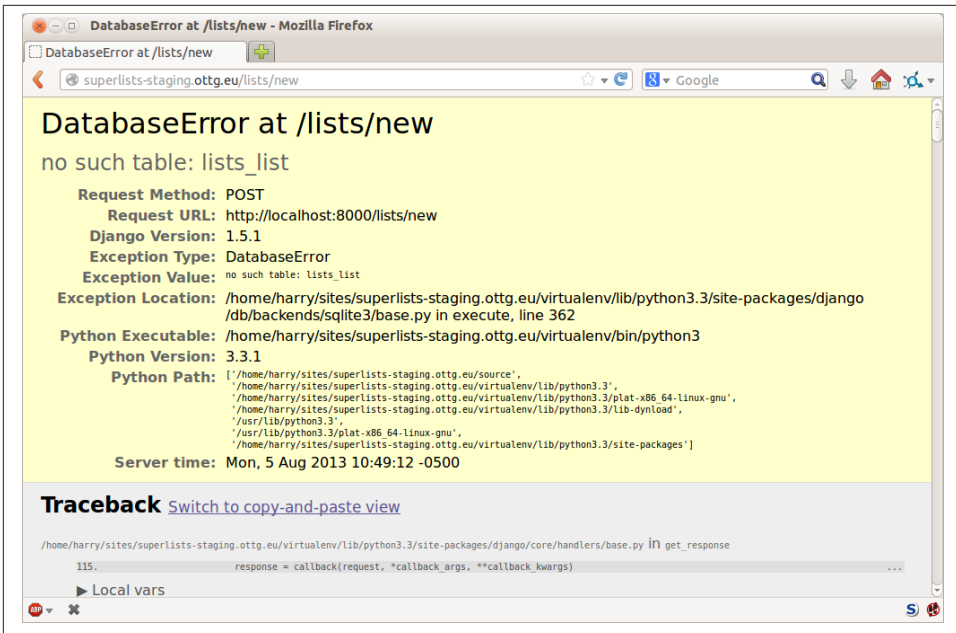 DatabaseError at /lists/new - Mozilla Firefox
DatabaseError at /lists/new
superlists-staging.ottg.eu/lists/new
8 Google
DatabaseError at /lists/new
no such table: lists_list
Request Method: POST
Request URL: http://localhost:8000/lists/new
Django Version: 1.5.1
Exception Type: DatabaseError
Exception Value: no such table: lists_list
Exception Location: /home/harry/sites/superlists-staging.ottg.eu/virtualenv/lib/python3.3/site-packages/django
/db/backends/sqlite3/base.py in execute, line 362
Python Executable: /home/harry/sites/superlists-staging.ottg.eu/virtualenv/bin/python3
Python Version: 3.3.1
Python Path: ['/home/harry/sites/superlists-staging.ottg.eu/source',
'/home/harry/sites/superlists-staging.ottg.eu/virtualenv/lib/python3.3',
'/home/harry/sites/superlists-staging.ottg.eu/virtualenv/lib/python3.3/plat-x86_64-linux-gnu',
'/home/harry/sites/superlists-staging.ottg.eu/virtualenv/lib/python3.3/lib-dynload',
'/usr/lib/python3.3',
'/usr/lib/python3.3/plat-x86_64-linux-gnu',
'/home/harry/sites/superlists-staging.ottg.eu/virtualenv/lib/python3.3/site-packages']
Server time: Mon, 5 Aug 2013 10:49:12 -0500
Traceback Switch to copy-and-paste view
/home/harry/sites/superlists-staging.ottg.eu/virtualenv/lib/python3.3/site-packages/django/core/handlers/base.py in get_response
115. response = callback(request, *callback_args, **callback_kwargs) ...
▶ Local vars
ABP S